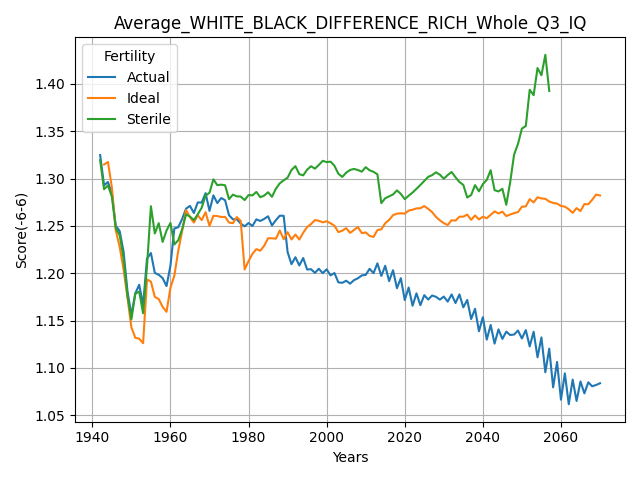 Average_WHITE_BLACK_DIFFERENCE_RICH_Whole_Q3_IQ
Fertility
Actual
Ideal
Sterile
Score(-6-6)
1.40
1.35
1.30
1.25
1.20
1.15
1.10
1.05
1940
1960
1980
2000
2020
2040
2060
Years